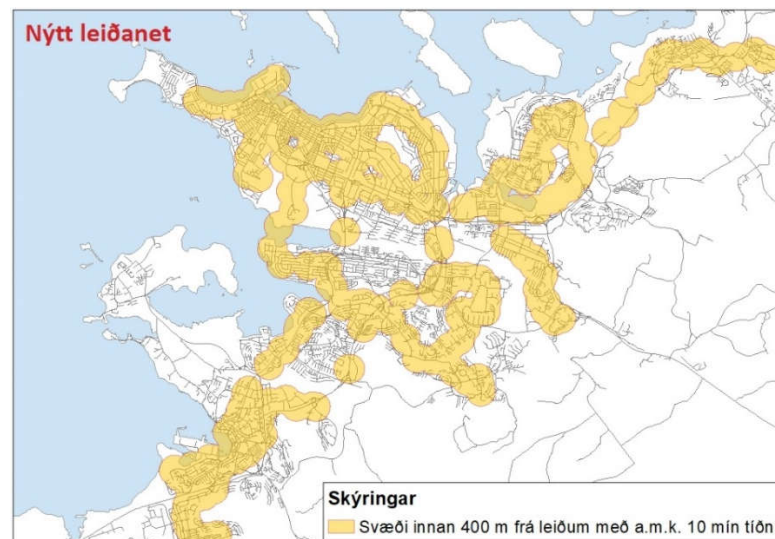 Nýtt leiðanet
Skýringar
Svæði innan 400 m frá leiðum með a.m.k. 10 mín tíðn